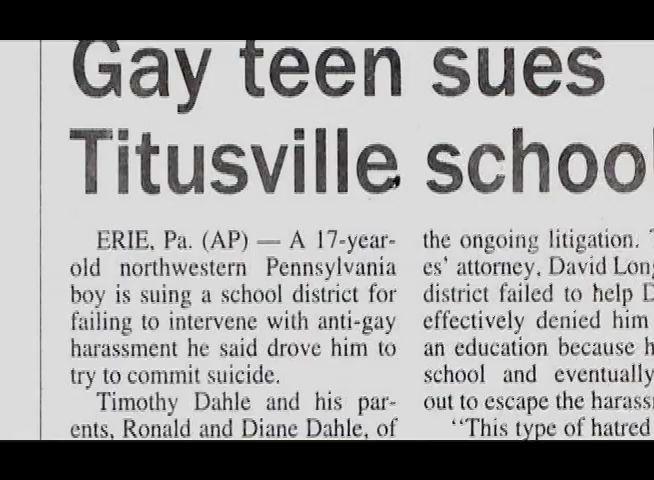 Gay teen sues
Titusville school
ERIE, Pa. (AP) — A 17-year-
old northwestern Pennsylvania
boy is suing a school district for
failing to intervene with anti-gay
harassment he said drove him to
try to commit suicide.
Timothy Dahle and his par-
ents, Ronald and Diane Dahle, of
the ongoing litigation.
es' attorney, David Long
district failed to help D
effectively denied him
an education because h
school and eventually
out to escape the harass
“This type of hatred